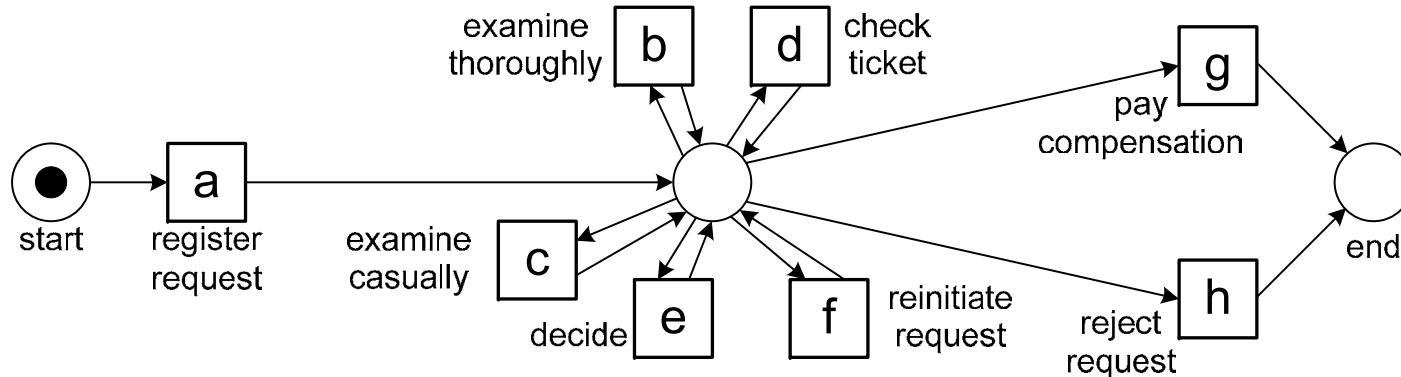 examine
thoroughly
b
d
check
ticket
g
pay
compensation
start
a
register
request
examine
casually
c
decide
e
f
reinitiate
request
reject
request
h
end